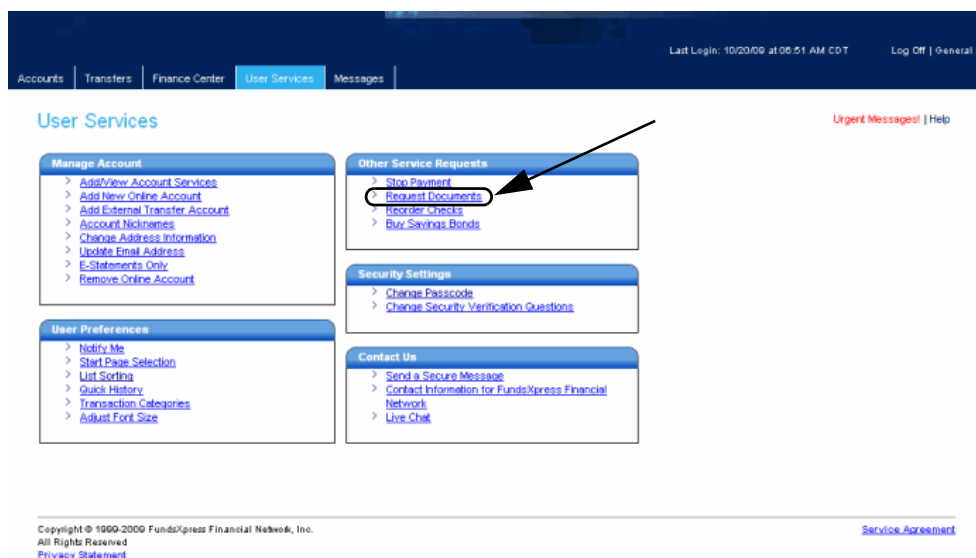 Last Login: 10/20/09 at 06:51 AM CDT Log Off | General
Accounts Transfers Finance Center User Services Messages
User Services
Urgent Messages! | Help
Manage Account
> Add/View Account Services
> Add New Online Account
> Add External Transfer Account
> Account Nicknames
> Change Address Information
> Update Email Address
> E-Statements Only
> Remove Online Account
User Preferences
> Notify Me
> Start Page Selection
> List Sorting
> Quick History
> Transaction Categories
> Adjust Font Size
Other Service Requests
> Stop Payment
> Request Documents
> Reorder Checks
> Buy Savings Bonds
Security Settings
> Change Passcode
> Change Security Verification Questions
Contact Us
> Send a Secure Message
> Contact Information for FundsXpress Financial
Network
> Live Chat
Copyright © 1999-2009 FundsXpress Financial Network, Inc.
All Rights Reserved
Privacy Statement
Service Agreement